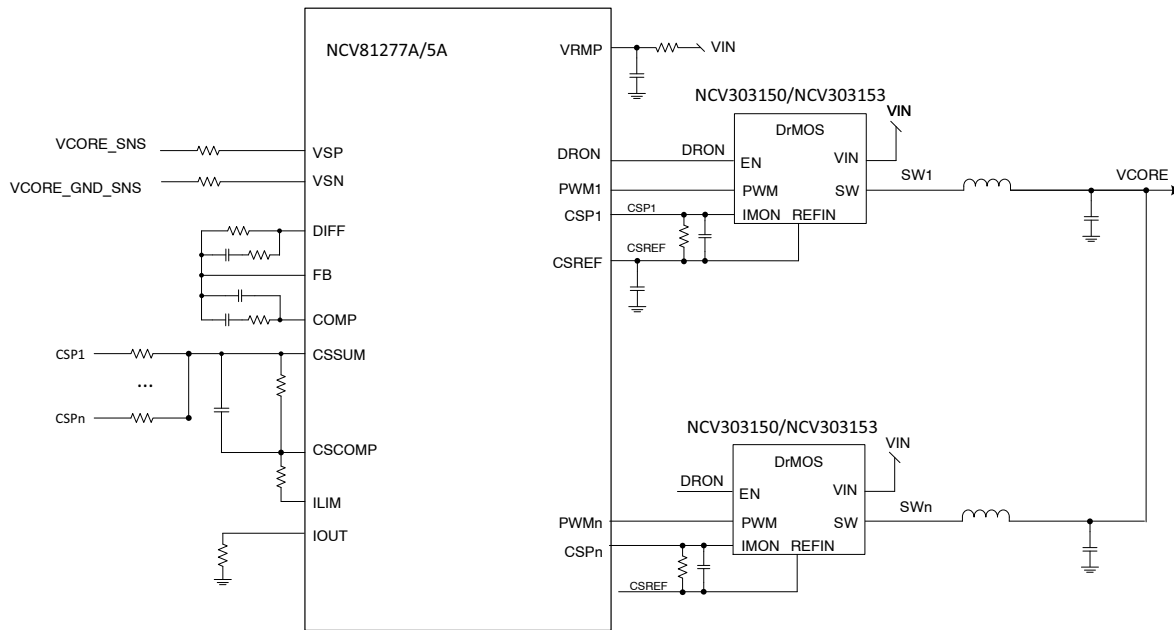 NCV81277A/5A
VRMP
VIN
NCV303150/NCV303153
DrMOS
VIN
VCORE_SNS
VSP
DRON
DRON
EN
VIN
VCORE_GND_SNS
VSN
PWM1
PWM
SW
SW1
VCORE
CSP1
CSP1
IMON REFIN
DIFF
CSREF
CSREF
FB
COMP
CSP1
CSSUM
...
CSPn
NCV303150/NCV303153
DrMOS
VIN
CSCOMP
DRON
EN
VIN
ILIM
SWn
PWMn
PWM
SW
IOUT
CSPn
IMON REFIN
CSREF